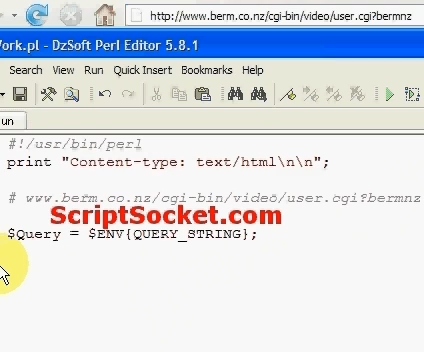 http://www.berm.co.nz/cgi-bin/video/user.cgi?bermnz
Work.pl - DzSoft Perl Editor 5.8.1
Search View Run Quick Insert Bookmarks Help
un
#!/usr/bin/perl
print "Content-type: text/html\n\n";
# www.berm.co.nz/cgi-bin/video/user.cgi?bermnz
ScriptSocket.com
$Query = $ENV{QUERY_STRING};